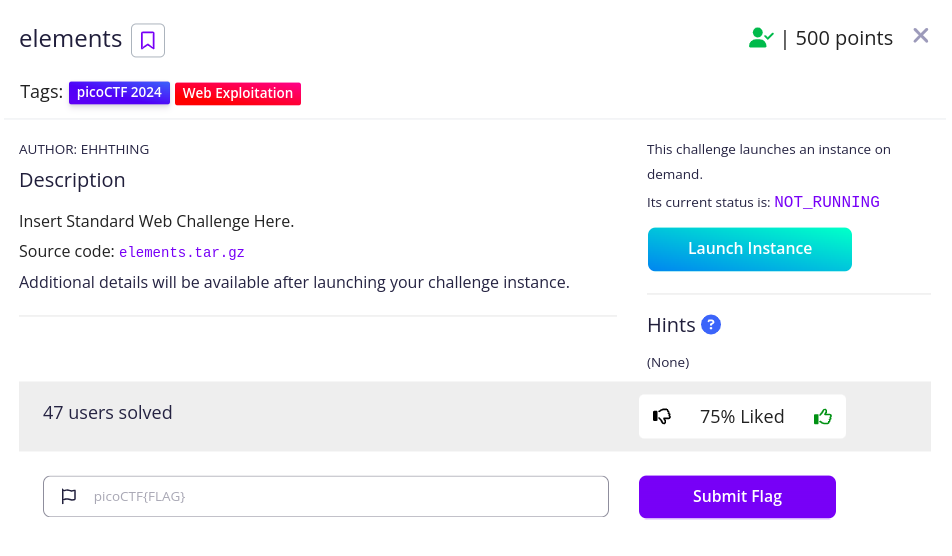 elements
| 500 points
Tags: picoCTF 2024 Web Exploitation
AUTHOR: EHHTHING
Description
Insert Standard Web Challenge Here.
Source code: elements.tar.gz
Additional details will be available after launching your challenge instance.
This challenge launches an instance on
demand.
Its current status is: NOT_RUNNING
Launch Instance
Hints ?
(None)
47 users solved
75% Liked
picoCTF{FLAG}
Submit Flag